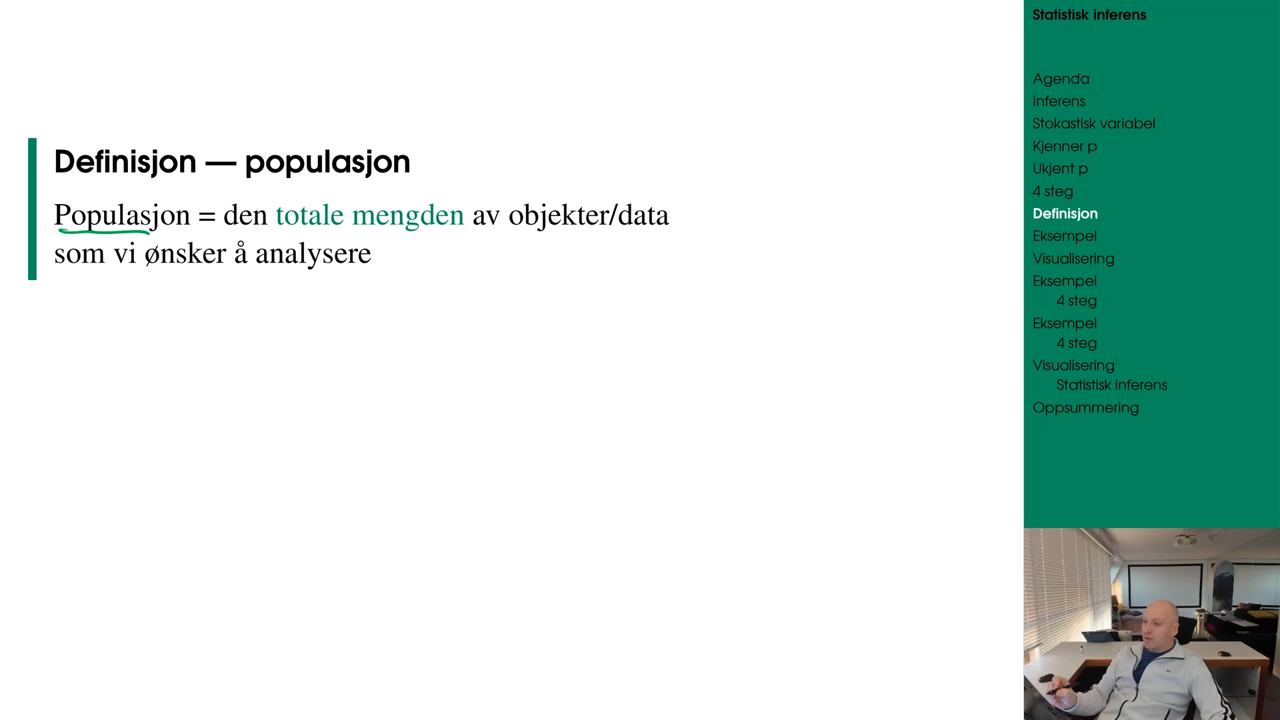 Statistisk inferens
Agenda
Inferens
Stokastisk variabel
Kjenner p
Ukjent p
4 steg
Definisjon
Eksempel
Visualisering
Eksempel
4 steg
Eksempel
4 steg
Visualisering
Statistisk inferens
Oppsummering
Definisjon — populasjon
Populasjon = den totale mengden av objekter/data
som vi ønsker å analysere